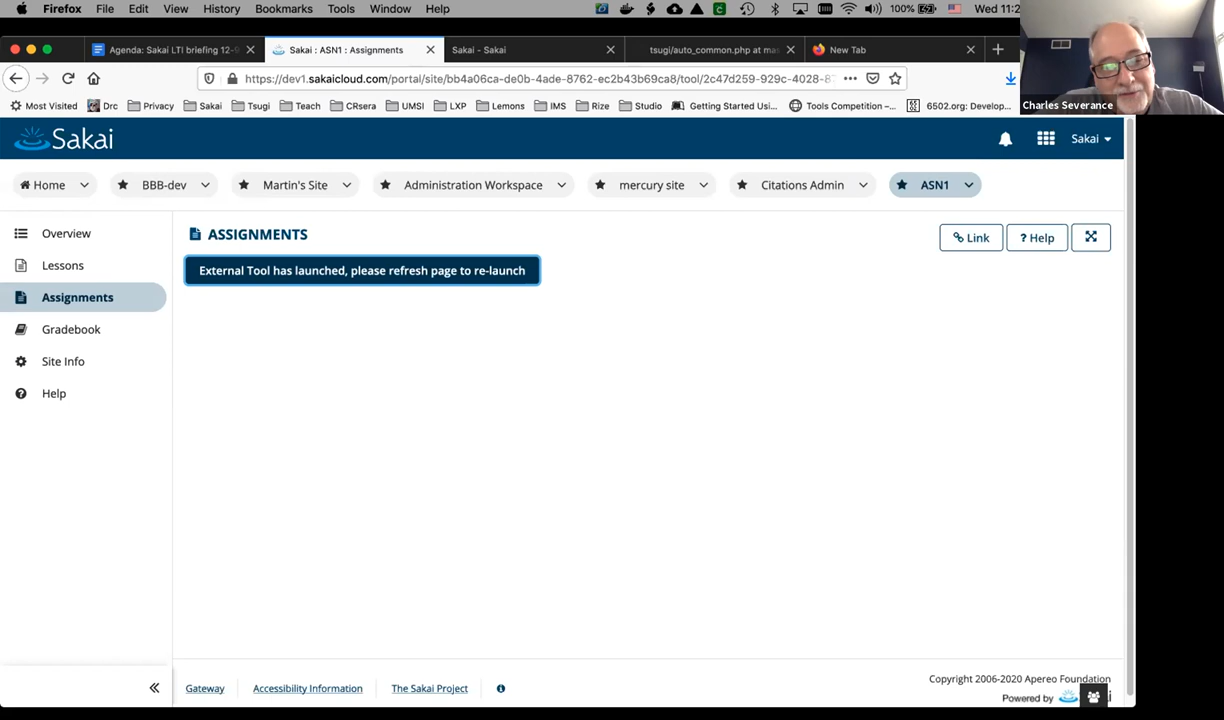 Firefox File Edit View History Bookmarks Tools Window Help 100% Wed 11:2
Agenda: Sakai LTI briefing 12-9 Sakai : ASN1 : Assignments Sakai - Sakai tsugi/auto_common.php at mas New Tab
https://dev1.sakaicloud.com/portal/site/bb4a06ca-de0b-4ade-8762-ec2b43b69ca8/tool/2c47d259-929c-4028-87
Most Visited Drc Privacy Sakai Tsugi Teach CRsera UMSI LXP Lemons IMS Rize Studio Getting Started Usi... Tools Competition –... 6502.org: Develop...
Charles Severance
Sakai Sakai
Home BBB-dev Martin's Site Administration Workspace mercury site Citations Admin ASN1
Overview
Lessons
Assignments
Gradebook
Site Info
Help
ASSIGNMENTS
Link ? Help
External Tool has launched, please refresh page to re-launch
Gateway Accessibility Information The Sakai Project
Copyright 2006-2020 Apereo Foundation
Powered by